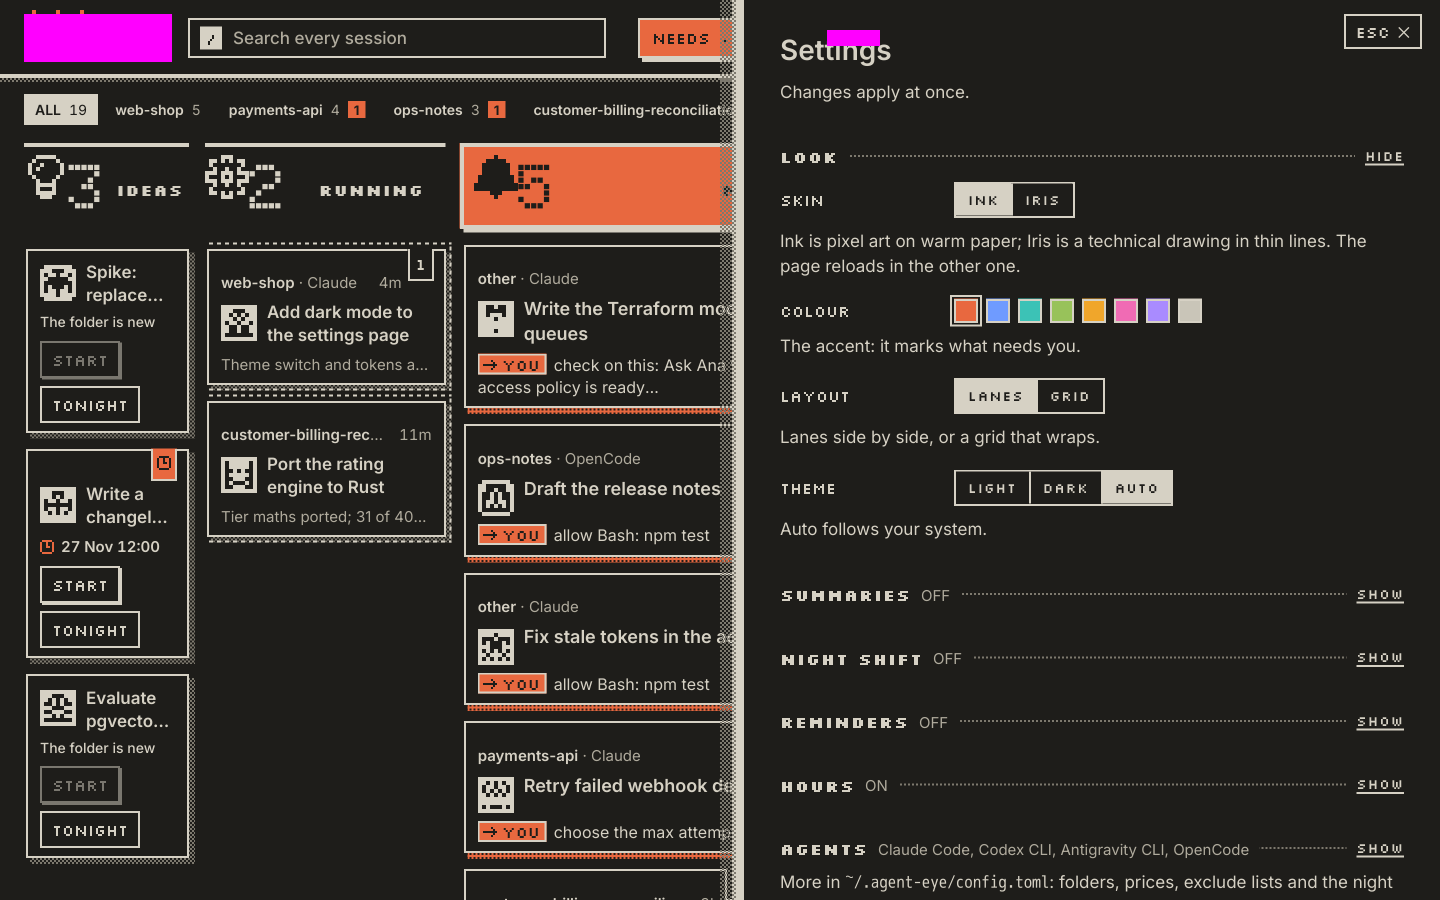 Search every session
NEEDS
ALL 19
web-shop 5
payments-api 4 1
ops-notes 3 1
customer-billing-reconciliat
3 IDEAS
2 RUNNING
5
Spike:
replace…
The folder is new
START
TONIGHT
Write a
changel…
27 Nov 12:00
START
TONIGHT
Evaluate
pgvecto…
The folder is new
START
TONIGHT
1
web-shop · Claude 4m
Add dark mode to
the settings page
Theme switch and tokens a…
customer-billing-rec… 11m
Port the rating
engine to Rust
Tier maths ported; 31 of 40…
other · Claude
Write the Terraform mo
queues
→ YOU check on this: Ask Ana
access policy is ready…
ops-notes · OpenCode
Draft the release notes
→ YOU allow Bash: npm test
other · Claude
Fix stale tokens in the a
→ YOU allow Bash: npm test
payments-api · Claude
Retry failed webhook d
→ YOU choose the max attem
Settings
ESC ×
Changes apply at once.
LOOK HIDE
SKIN INK IRIS
Ink is pixel art on warm paper; Iris is a technical drawing in thin lines. The
page reloads in the other one.
COLOUR
The accent: it marks what needs you.
LAYOUT LANES GRID
Lanes side by side, or a grid that wraps.
THEME LIGHT DARK AUTO
Auto follows your system.
SUMMARIES OFF SHOW
NIGHT SHIFT OFF SHOW
REMINDERS OFF SHOW
HOURS ON SHOW
AGENTS Claude Code, Codex CLI, Antigravity CLI, OpenCode SHOW
More in ~/.agent-eye/config.toml: folders, prices, exclude lists and the night